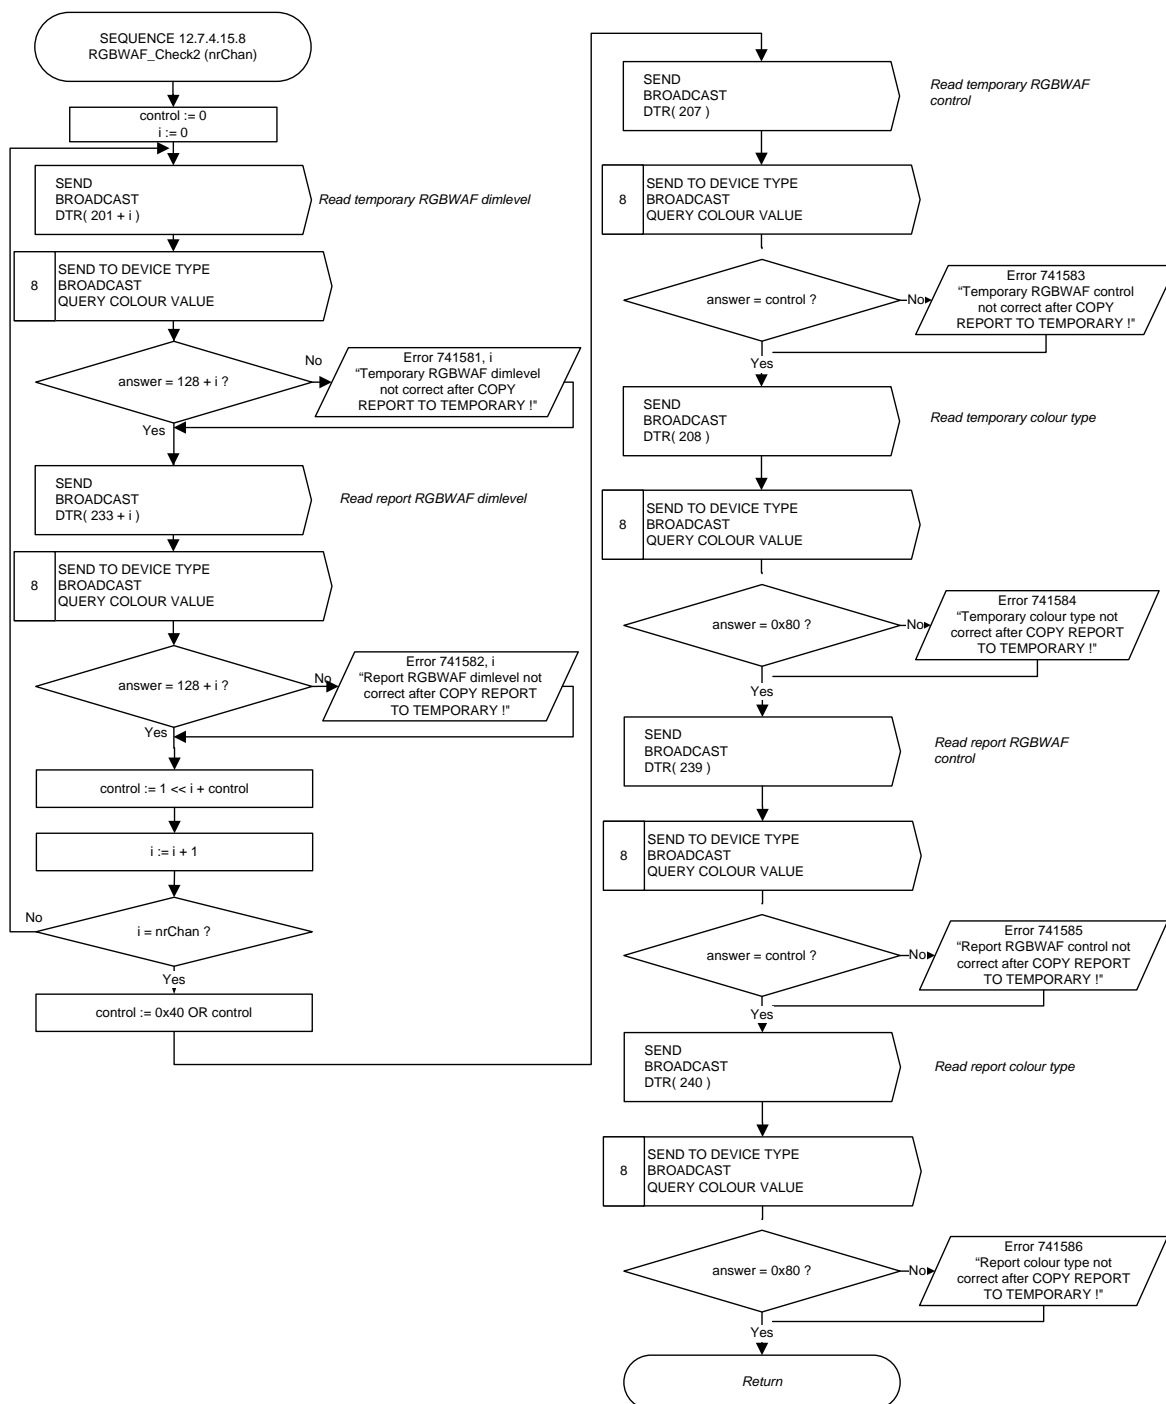 SEQUENCE 12.7.4.15.8
RGBWAF_Check2 (nrChan)
control := 0
i := 0
SEND
BROADCAST
DTR( 201 + i )
Read temporary RGBWAF dimlevel
8
SEND TO DEVICE TYPE
BROADCAST
QUERY COLOUR VALUE
answer = 128 + i ?
No
Error 741581, i
“Temporary RGBWAF dimlevel
not correct after COPY
REPORT TO TEMPORARY !"
Yes
SEND
BROADCAST
DTR( 233 + i )
Read report RGBWAF dimlevel
8
SEND TO DEVICE TYPE
BROADCAST
QUERY COLOUR VALUE
answer = 128 + i ?
No
Error 741582, i
“Report RGBWAF dimlevel not
correct after COPY REPORT
TO TEMPORARY !"
Yes
control := 1 << i + control
i := i + 1
No
i = nrChan ?
Yes
control := 0x40 OR control
SEND
BROADCAST
DTR( 207 )
Read temporary RGBWAF
control
8
SEND TO DEVICE TYPE
BROADCAST
QUERY COLOUR VALUE
answer = control ?
No
Error 741583
“Temporary RGBWAF control
not correct after COPY
REPORT TO TEMPORARY !"
Yes
SEND
BROADCAST
DTR( 208 )
Read temporary colour type
8
SEND TO DEVICE TYPE
BROADCAST
QUERY COLOUR VALUE
answer = 0x80 ?
No
Error 741584
“Temporary colour type not
correct after COPY REPORT
TO TEMPORARY !"
Yes
SEND
BROADCAST
DTR( 239 )
Read report RGBWAF
control
8
SEND TO DEVICE TYPE
BROADCAST
QUERY COLOUR VALUE
answer = control ?
No
Error 741585
“Report RGBWAF control not
correct after COPY REPORT
TO TEMPORARY !"
Yes
SEND
BROADCAST
DTR( 240 )
Read report colour type
8
SEND TO DEVICE TYPE
BROADCAST
QUERY COLOUR VALUE
answer = 0x80 ?
No
Error 741586
“Report colour type not
correct after COPY REPORT
TO TEMPORARY !"
Yes
Return